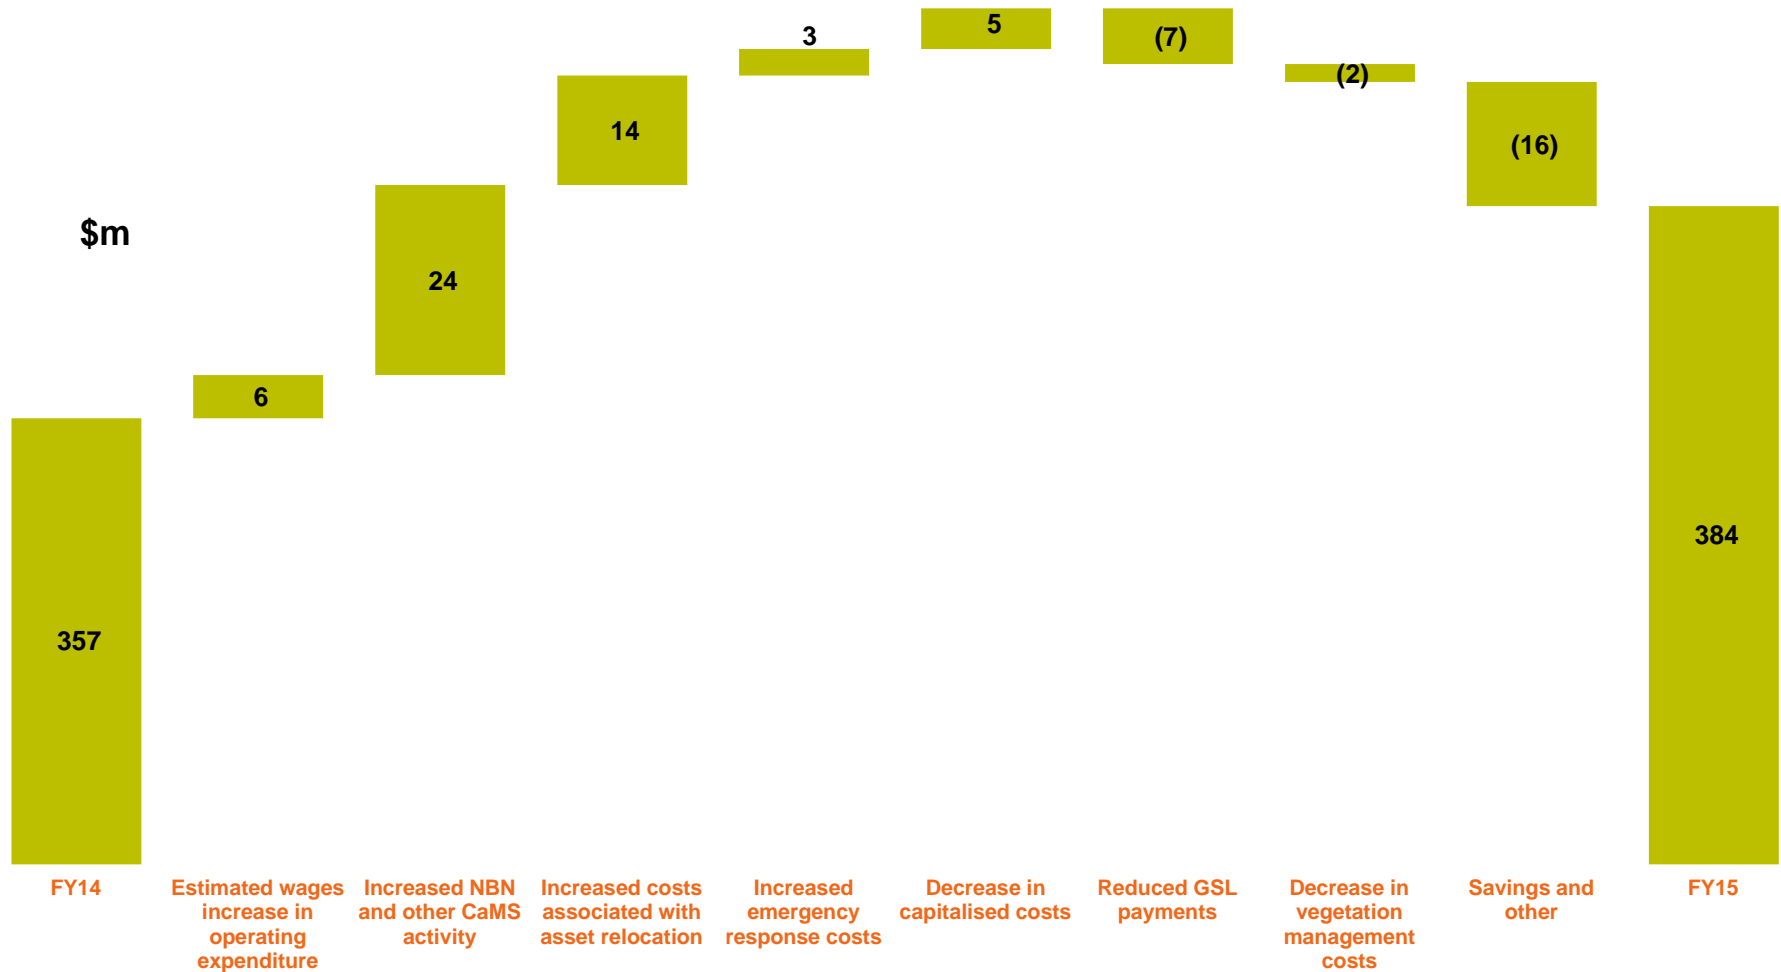 $m
357
6
24
14
3
5
(7)
(2)
(16)
384
FY14
Estimated wages
increase in
operating
expenditure
Increased NBN
and other CaMS
activity
Increased costs
associated with
asset relocation
Increased
emergency
response costs
Decrease in
capitalised costs
Reduced GSL
payments
Decrease in
vegetation
management
costs
Savings and
other
FY15